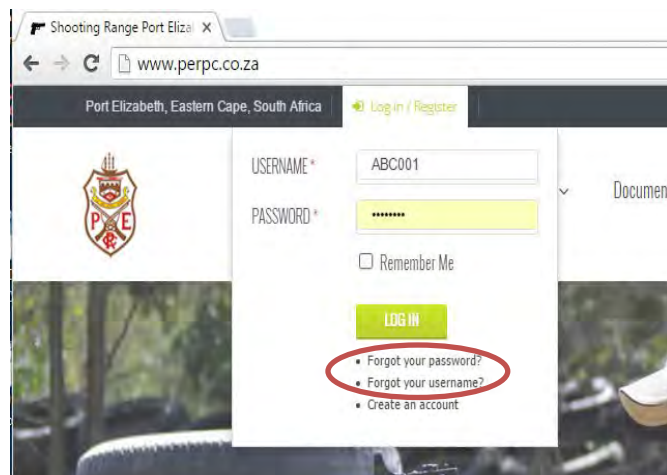 Shooting Range Port Eliza
www.perpc.co.za
Port Elizabeth, Eastern Cape, South Africa
Log in / Register
USERNAME *
ABC001
P E
PASSWORD *
••••••••
Documen
Remember Me
LOG IN
Forgot your password?
Forgot your username?
Create an account